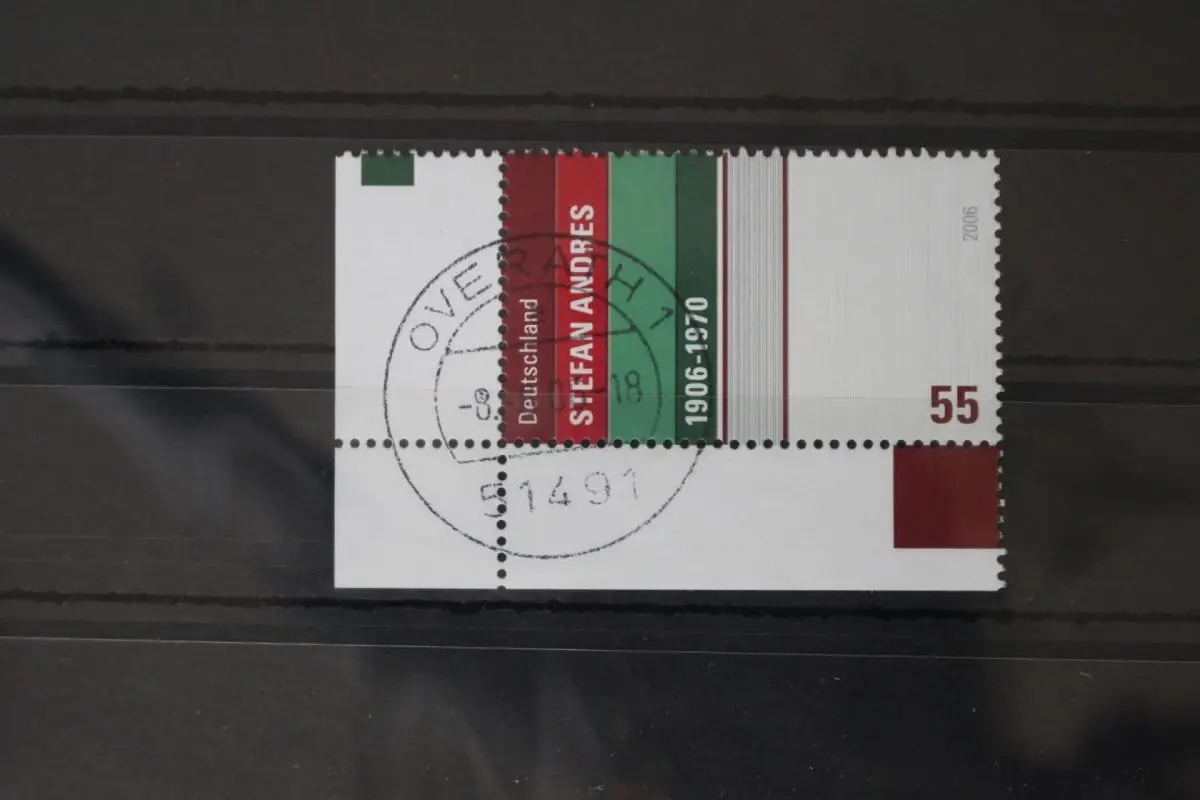 Deutschland
STEFAN ANDRES
1906-1970
2006
55
OVERATH 1
-18
51491